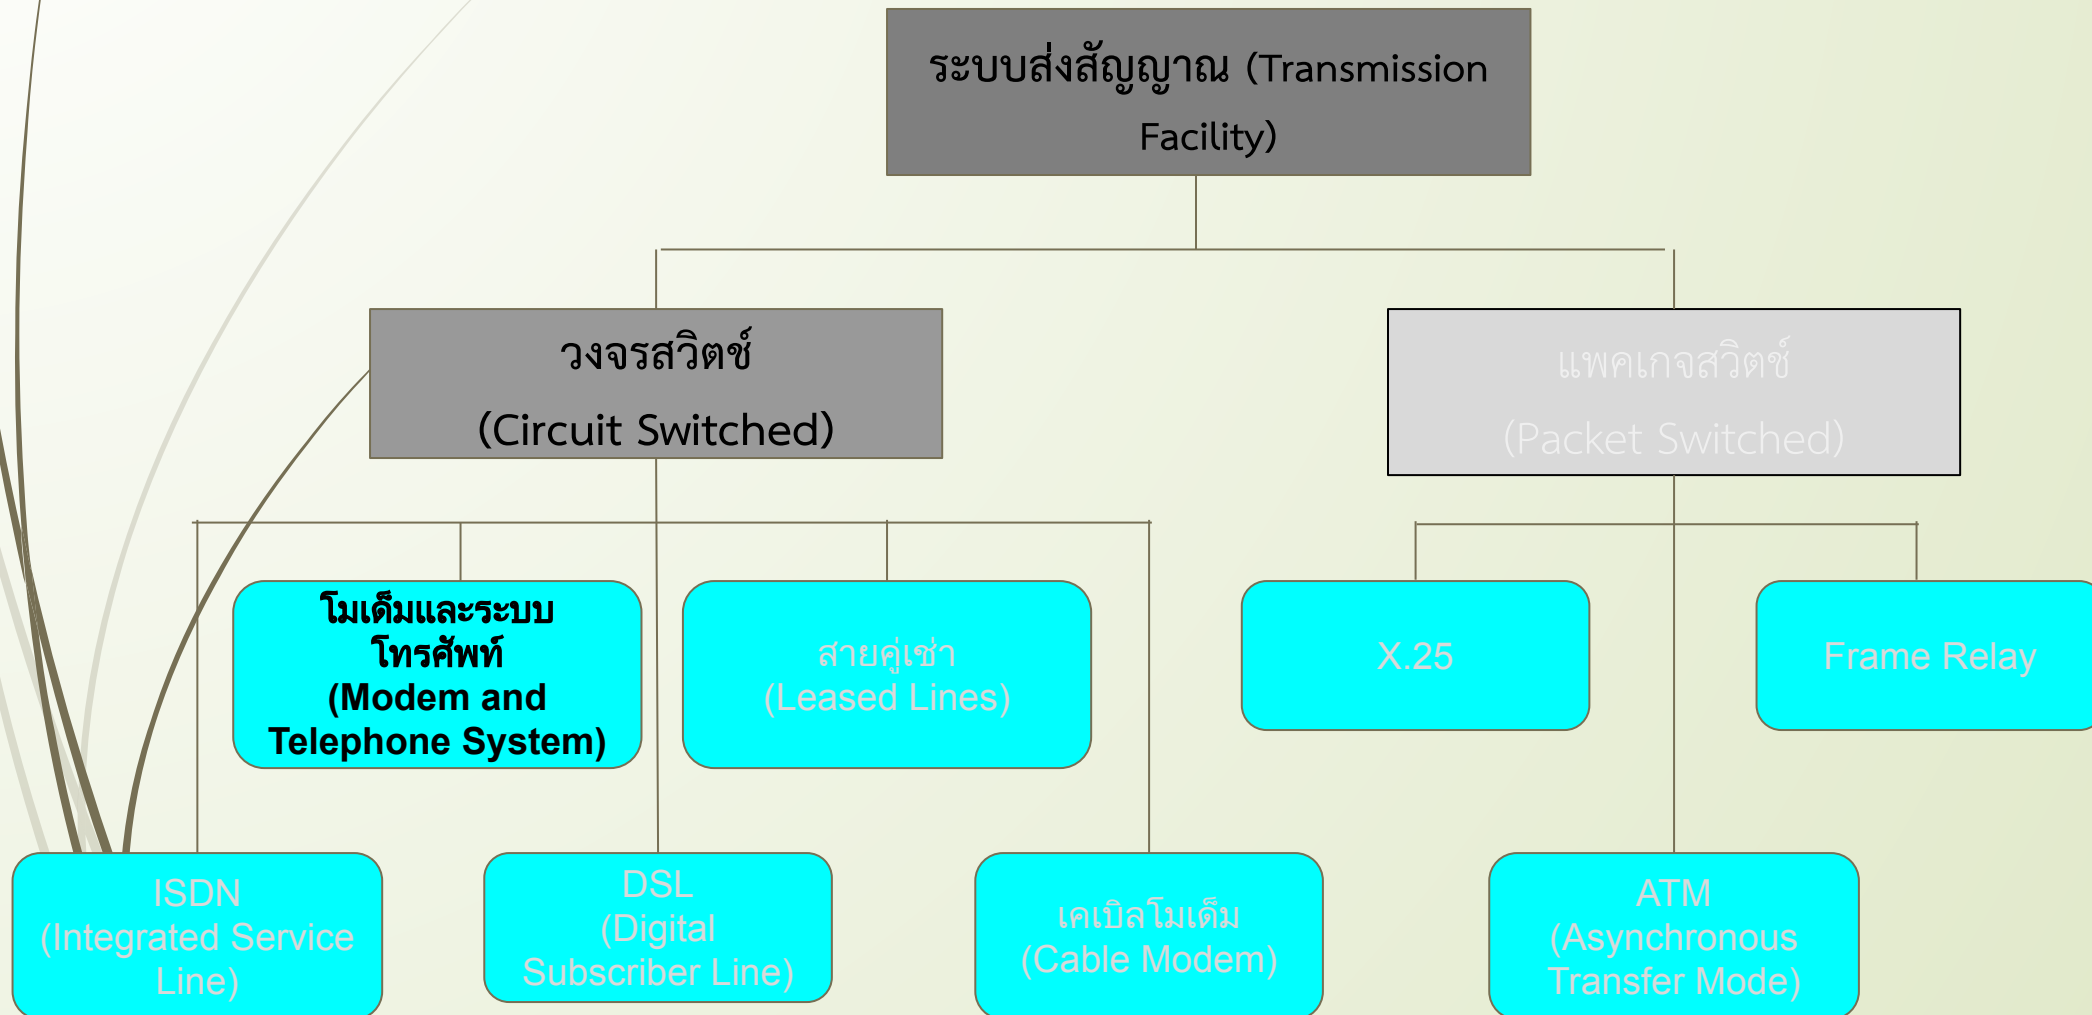 ระบบส่งสัญญาณ (Transmission
Facility)
วงจรสวิตช์
(Circuit Switched)
แพคเกจสวิตช์
(Packet Switched)
โมเด็มและระบบ
โทรศัพท์
(Modem and
Telephone System)
สายคู่เช่า
(Leased Lines)
X.25
Frame Relay
ISDN
(Integrated Service
Line)
DSL
(Digital
Subscriber Line)
เคเบิลโมเด็ม
(Cable Modem)
ATM
(Asynchronous
Transfer Mode)